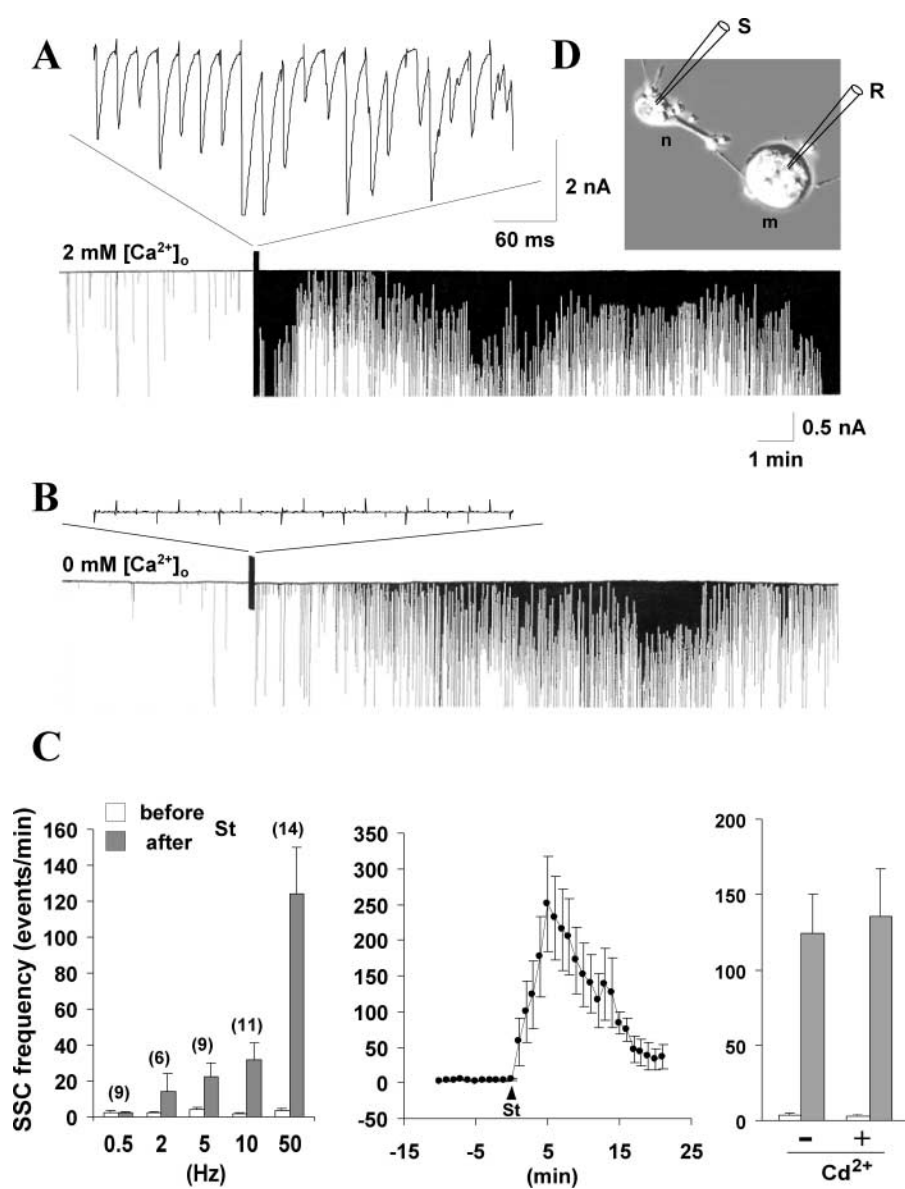 A
2 nA
60 ms
2 mM [Ca²⁺]ₒ
0.5 nA
1 min
D
S
R
n
m
B
0 mM [Ca²⁺]ₒ
C
SSC frequency (events/min)
before St
after
160
140
120
100
80
60
40
20
0
(9)
(6)
(9)
(11)
(14)
0.5 2 5 10 50
(Hz)
350
300
250
200
150
100
50
0
-50
St
-15 -5 5 15 25
(min)
200
150
100
50
0
- +
Cd²⁺